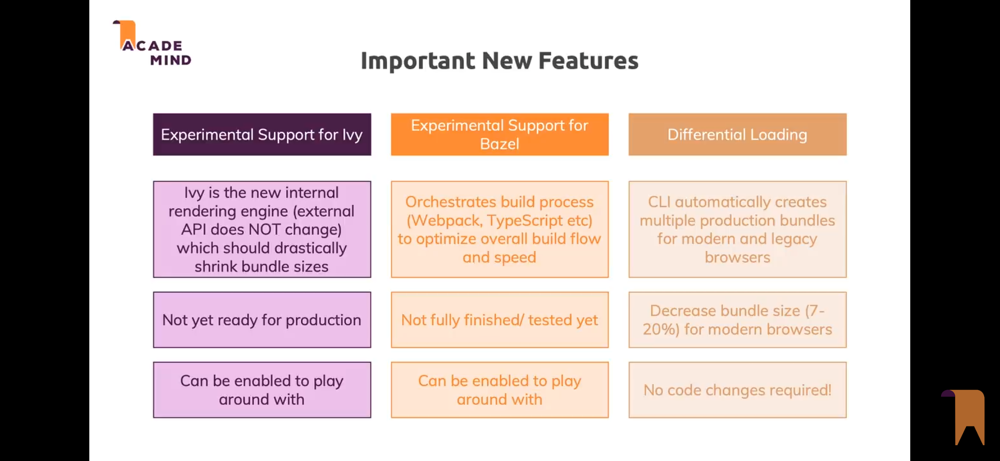 ACADE
MIND
Important New Features
Experimental Support for Ivy
Ivy is the new internal
rendering engine (external
API does NOT change)
which should drastically
shrink bundle sizes
Not yet ready for production
Can be enabled to play
around with
Experimental Support for
Bazel
Orchestrates build process
(Webpack, TypeScript etc)
to optimize overall build flow
and speed
Not fully finished/ tested yet
Can be enabled to play
around with
Differential Loading
CLI automatically creates
multiple production bundles
for modern and legacy
browsers
Decrease bundle size (7-
20%) for modern browsers
No code changes required!